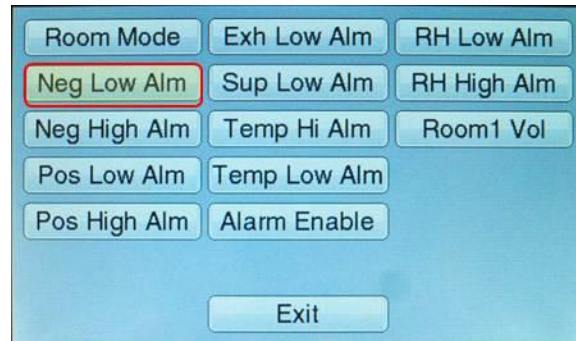 Room Mode
Exh Low Alm
RH Low Alm
Neg Low Alm
Sup Low Alm
RH High Alm
Neg High Alm
Temp Hi Alm
Room1 Vol
Pos Low Alm
Temp Low Alm
Pos High Alm
Alarm Enable
Exit